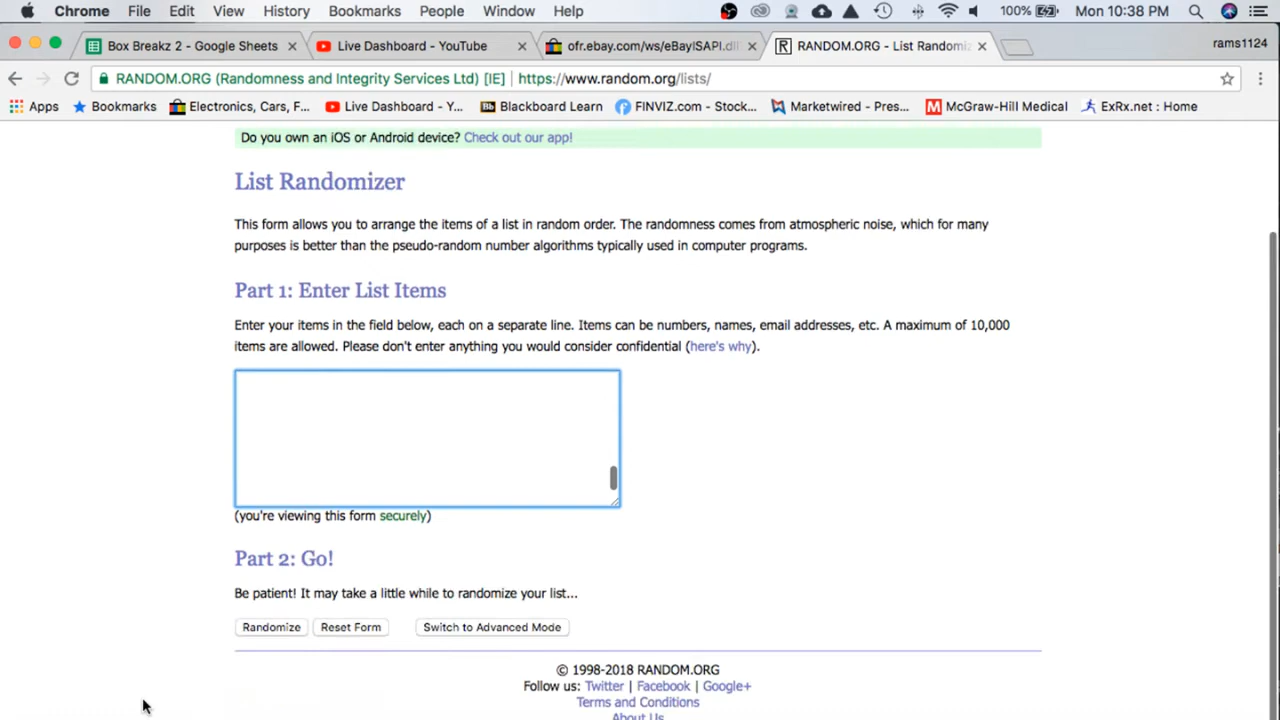 Chrome File Edit View History Bookmarks People Window Help 100% Mon 10:38 PM
Box Breakz 2 - Google Sheets Live Dashboard - YouTube ofr.ebay.com/ws/eBayISAPI.dl RANDOM.ORG - List Randomiz rams1124
RANDOM.ORG (Randomness and Integrity Services Ltd) [IE] https://www.random.org/lists/
Apps Bookmarks Electronics, Cars, F... Live Dashboard - Y... Bb Blackboard Learn FINVIZ.com - Stock... Marketwired - Pres... M McGraw-Hill Medical ExRx.net : Home
Do you own an iOS or Android device? Check out our app!
List Randomizer
This form allows you to arrange the items of a list in random order. The randomness comes from atmospheric noise, which for many
purposes is better than the pseudo-random number algorithms typically used in computer programs.
Part 1: Enter List Items
Enter your items in the field below, each on a separate line. Items can be numbers, names, email addresses, etc. A maximum of 10,000
items are allowed. Please don't enter anything you would consider confidential (here's why).
(you're viewing this form securely)
Part 2: Go!
Be patient! It may take a little while to randomize your list...
Randomize Reset Form Switch to Advanced Mode
© 1998-2018 RANDOM.ORG
Follow us: Twitter | Facebook | Google+
Terms and Conditions
About Us